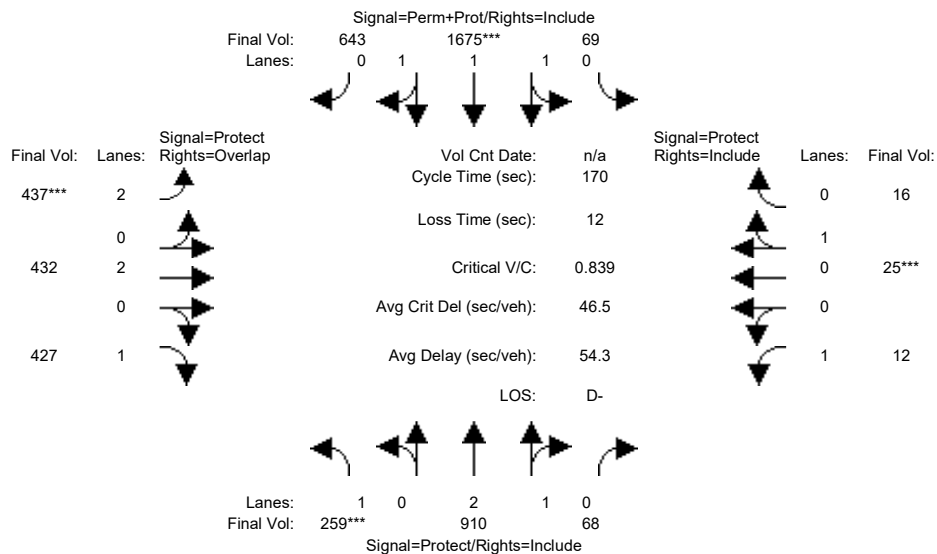 Signal=Perm+Prot/Rights=Include
Final Vol: 643 1675*** 69
Lanes: 0 1 1 1 0
Signal=Protect
Final Vol: Lanes: Rights=Overlap
Vol Cnt Date: n/a
Signal=Protect
Rights=Include Lanes: Final Vol:
Cycle Time (sec): 170
437*** 2
0 16
Loss Time (sec): 12
0
1
432 2
Critical V/C: 0.839
0 25***
0
Avg Crit Del (sec/veh): 46.5
0
427 1
Avg Delay (sec/veh): 54.3
1 12
LOS: D-
Lanes: 1 0 2 1 0
Final Vol: 259*** 910 68
Signal=Protect/Rights=Include